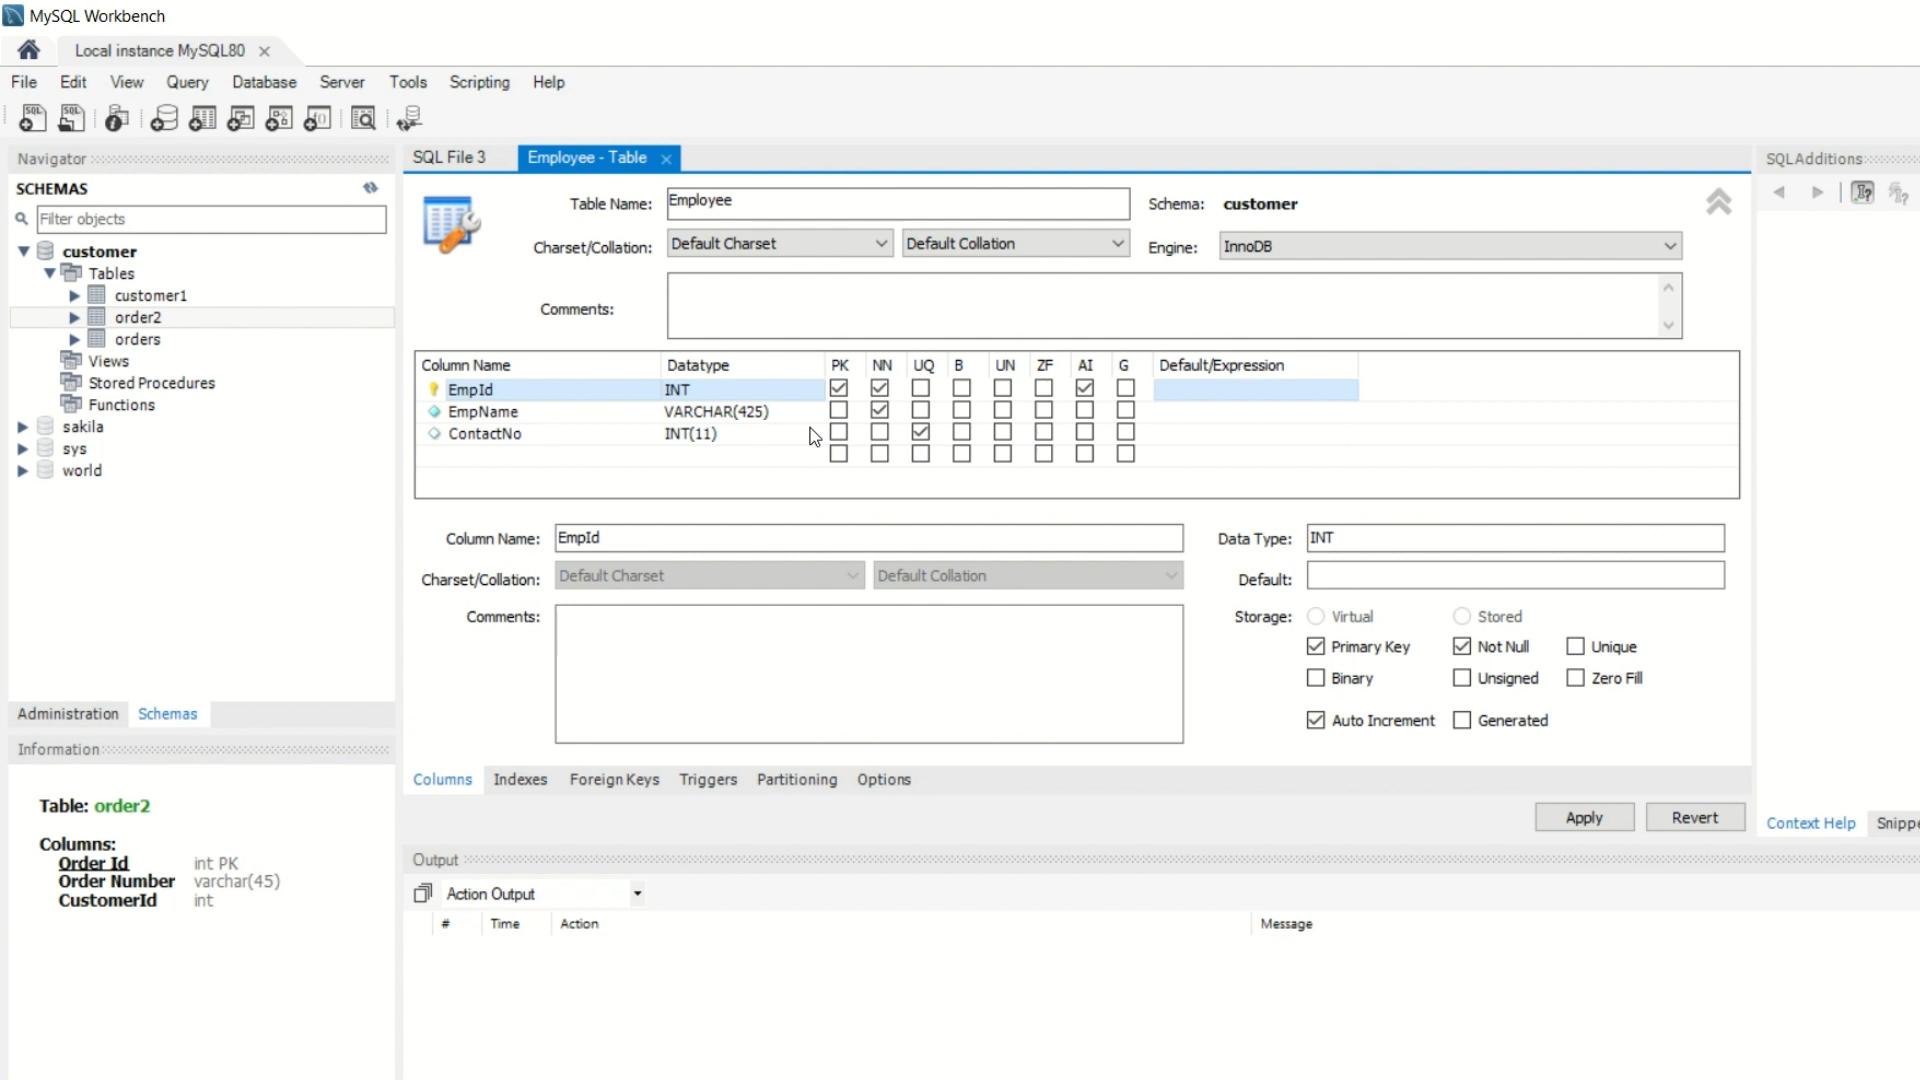 MySQL Workbench
Local instance MySQL80
File Edit View Query Database Server Tools Scripting Help
Navigator
SCHEMAS
Filter objects
customer
Tables
customer1
order2
orders
Views
Stored Procedures
Functions
sakila
sys
world
Administration Schemas
Information
Table: order2
Columns:
Order Id int PK
Order Number varchar(45)
CustomerId int
SQL File 3 Employee - Table
Table Name: Employee Schema: customer
Charset/Collation: Default Charset Default Collation Engine: InnoDB
Comments:
Column Name Datatype PK NN UQ B UN ZF AI G Default/Expression
EmpId INT
EmpName VARCHAR(425)
ContactNo INT(11)
Column Name: EmpId Data Type: INT
Charset/Collation: Default Charset Default Collation Default:
Comments: Storage: Virtual Stored
Primary Key Not Null Unique
Binary Unsigned Zero Fill
Auto Increment Generated
Columns Indexes Foreign Keys Triggers Partitioning Options
Apply Revert
Output
Action Output
# Time Action Message
SQLAdditions
Context Help Snippe